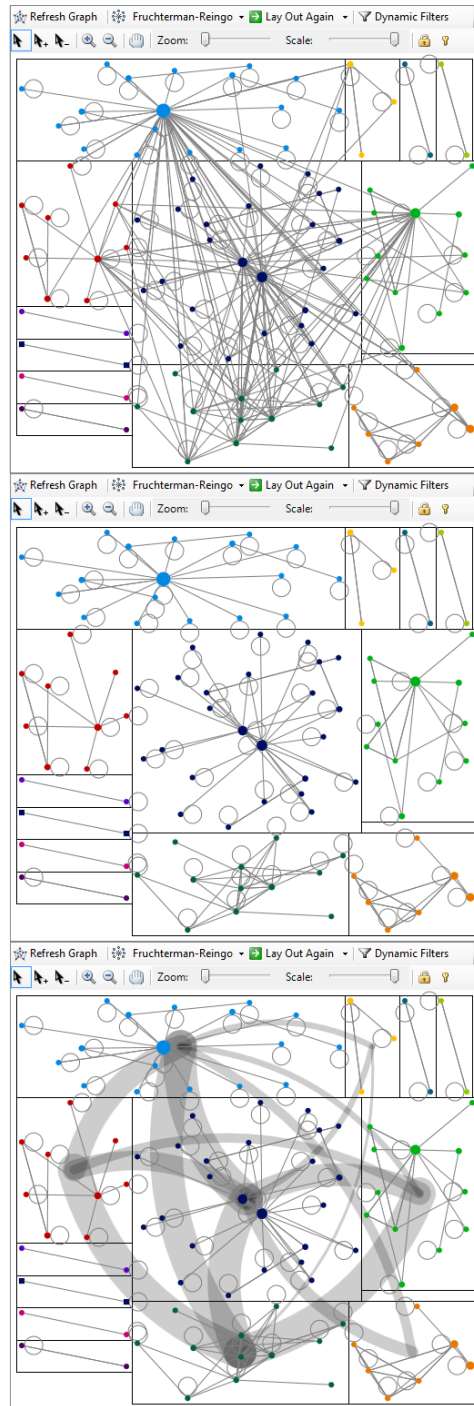 Refresh Graph Fruchterman-Reingo Lay Out Again Dynamic Filters
Zoom: Scale:
Refresh Graph Fruchterman-Reingo Lay Out Again Dynamic Filters
Zoom: Scale:
Refresh Graph Fruchterman-Reingo Lay Out Again Dynamic Filters
Zoom: Scale: